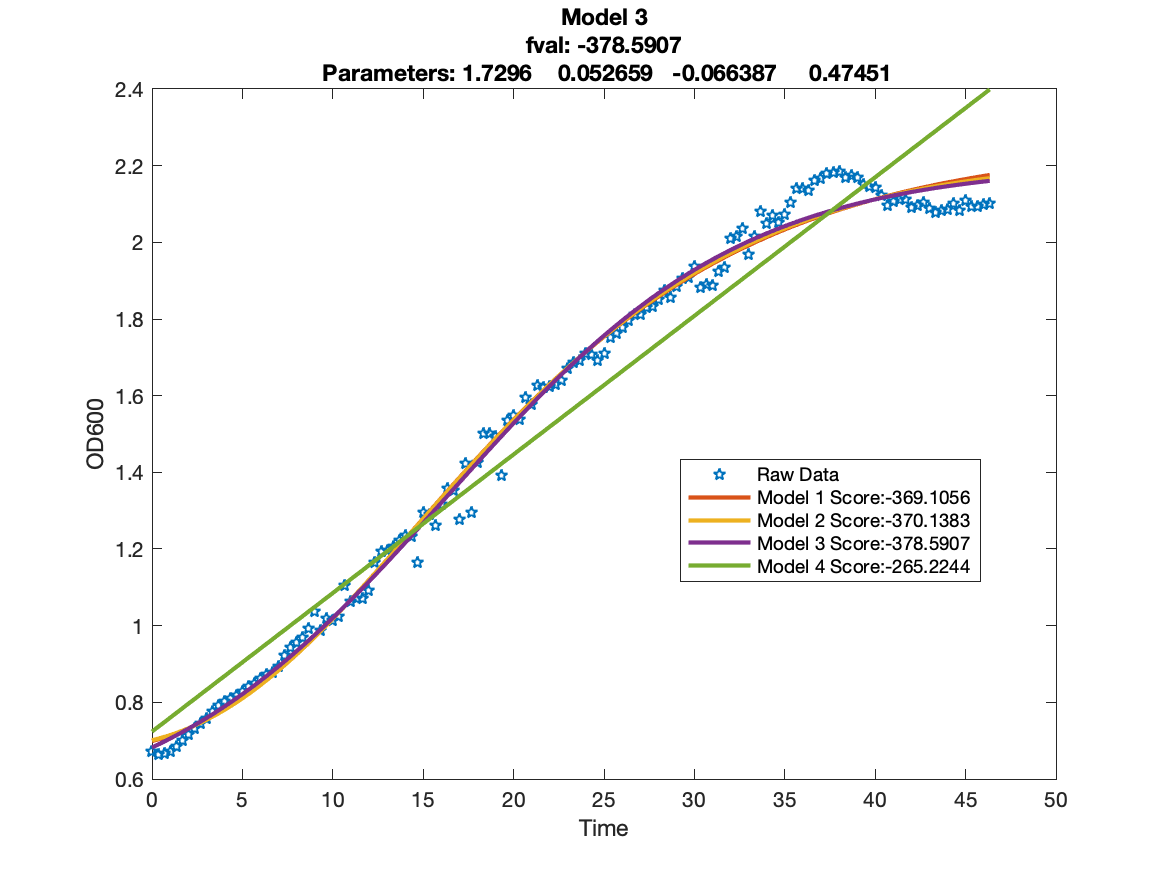 Model 3
fval: -378.5907
Parameters: 1.7296 0.052659 -0.066387 0.47451
2.4
2.2
2
1.8
1.6
1.4
1.2
1
0.8
0.6
OD600
Raw Data
Model 1 Score:-369.1056
Model 2 Score:-370.1383
Model 3 Score:-378.5907
Model 4 Score:-265.2244
0 5 10 15 20 25 30 35 40 45 50
Time